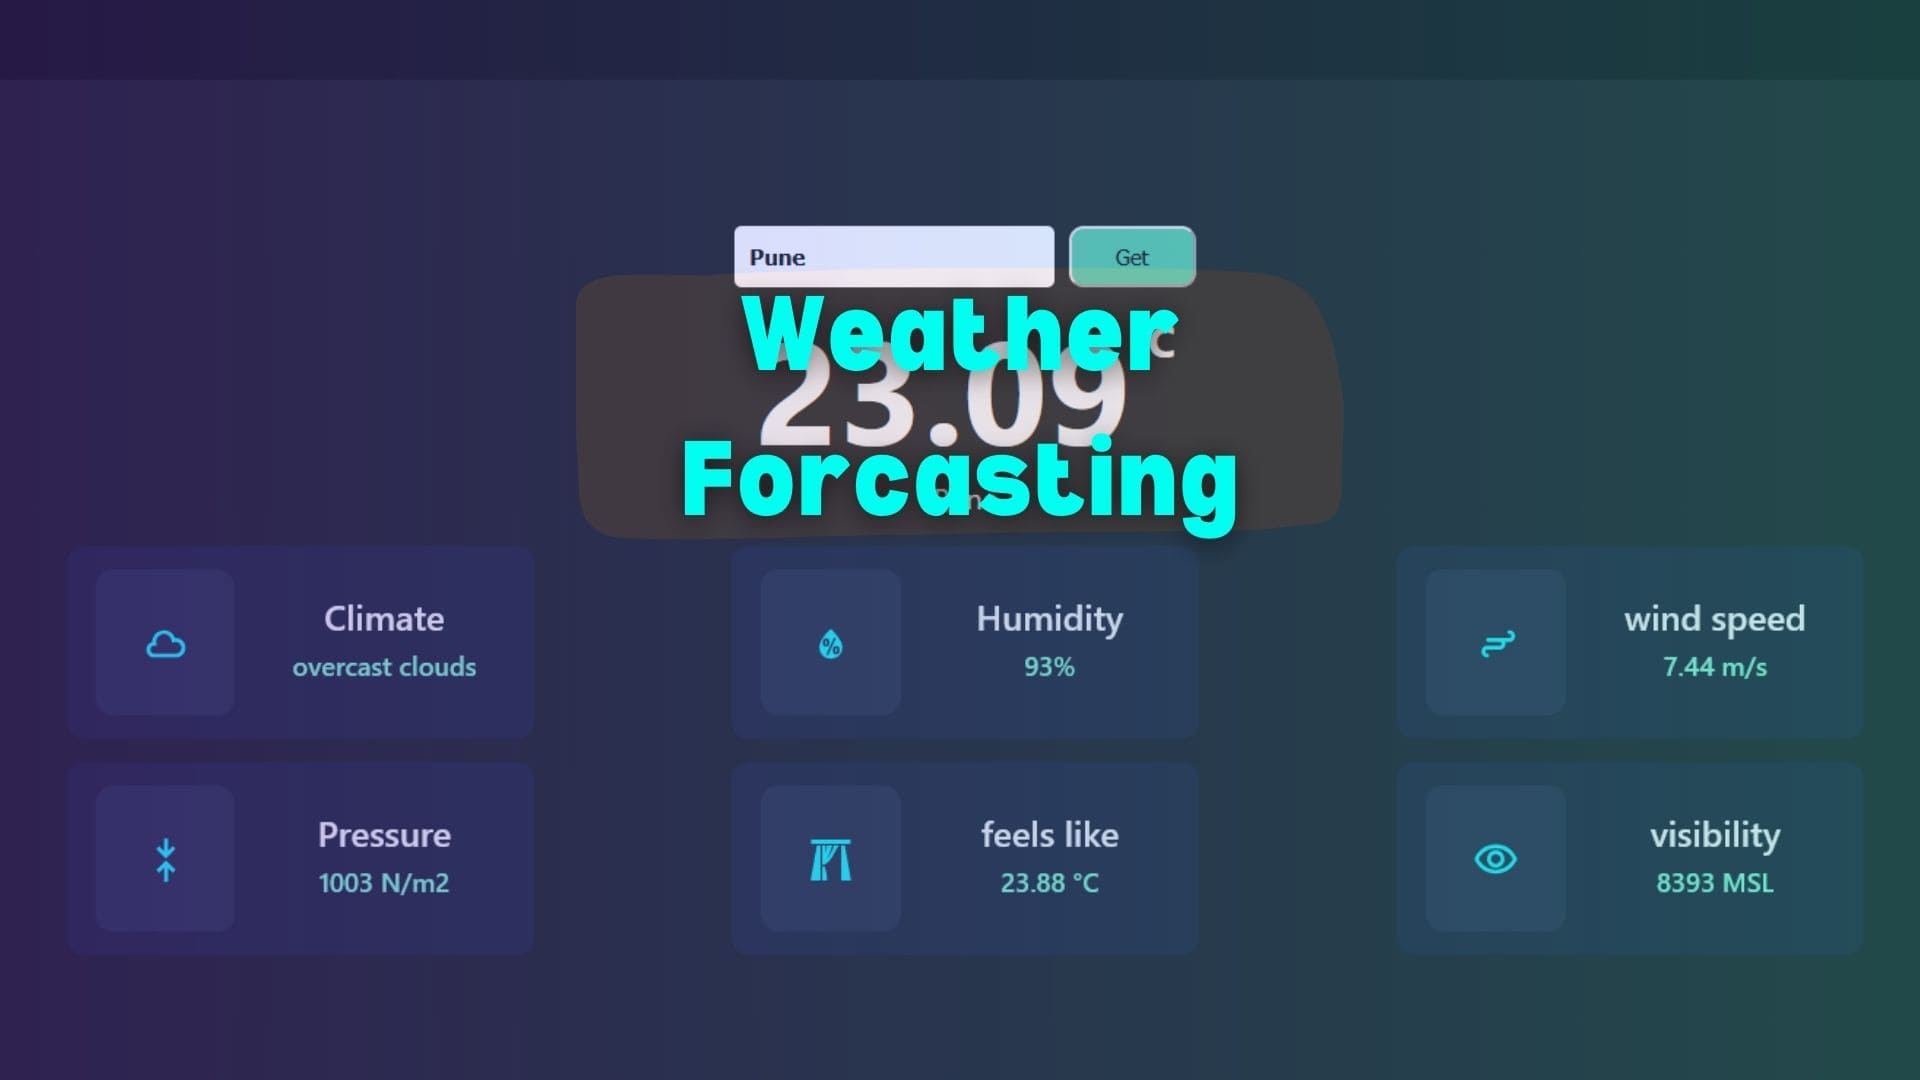 Pune
Get
Weather
23.09
c
Forcasting
Climate
overcast clouds
Humidity
93%
wind speed
7.44 m/s
Pressure
1003 N/m2
feels like
23.88 °C
visibility
8393 MSL